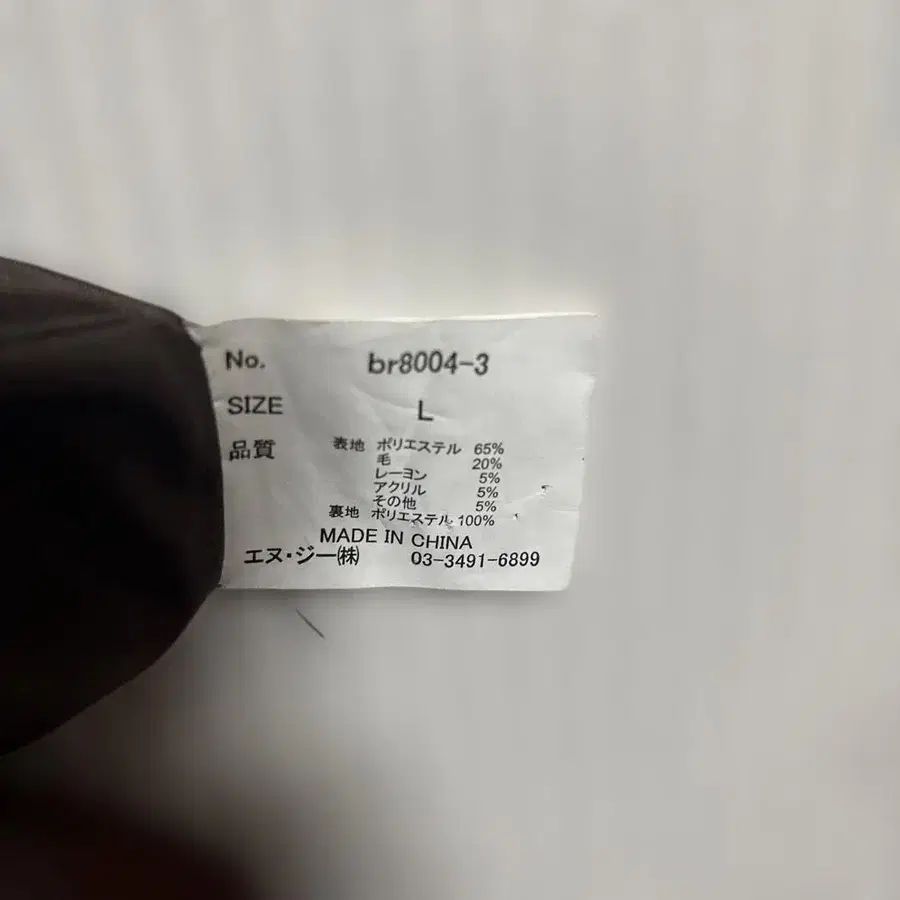 No. br8004-3
SIZE L
品質 表地 ポリエステル 65%
毛 20%
レーヨン 5%
アクリル 5%
その他 5%
裏地 ポリエステル 100%
MADE IN CHINA
エヌ・ジー㈱ 03-3491-6899